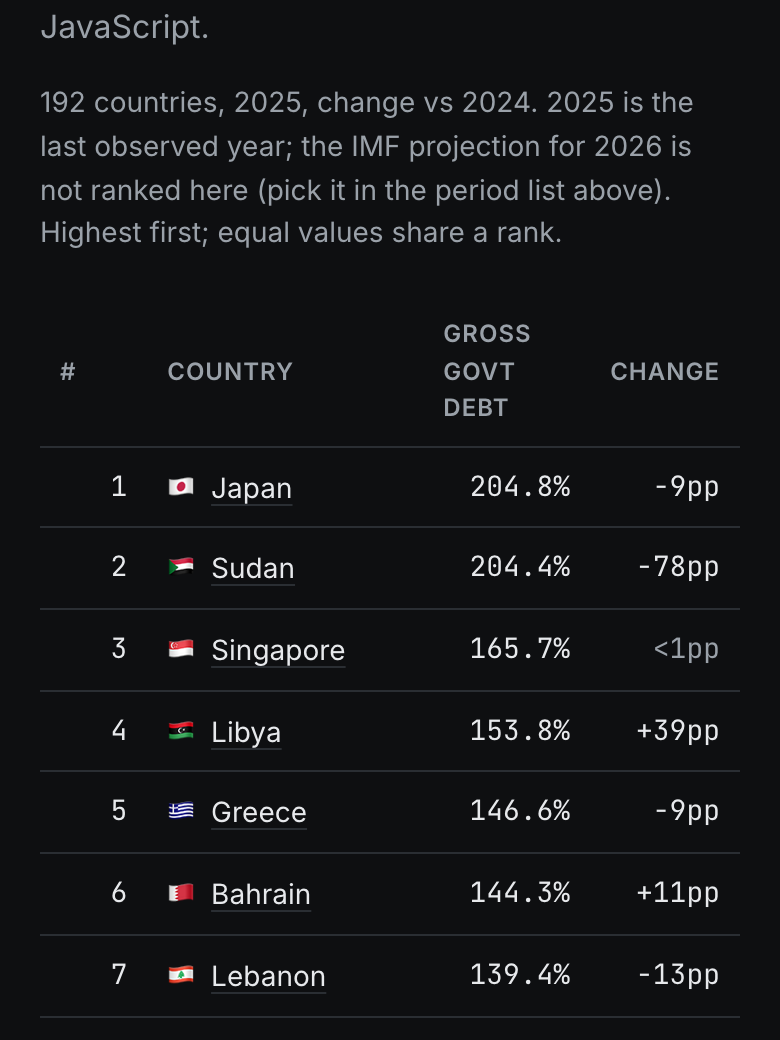 JavaScript.
192 countries, 2025, change vs 2024. 2025 is the
last observed year; the IMF projection for 2026 is
not ranked here (pick it in the period list above).
Highest first; equal values share a rank.
# COUNTRY GROSS GOVT DEBT CHANGE
1 Japan 204.8% -9pp
2 Sudan 204.4% -78pp
3 Singapore 165.7% <1pp
4 Libya 153.8% +39pp
5 Greece 146.6% -9pp
6 Bahrain 144.3% +11pp
7 Lebanon 139.4% -13pp